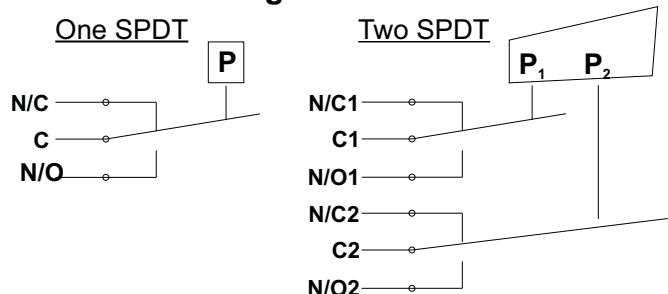 One SPDT
P
N/C
C
N/O
Two SPDT
P1 P2
N/C1
C1
N/O1
N/C2
C2
N/O2